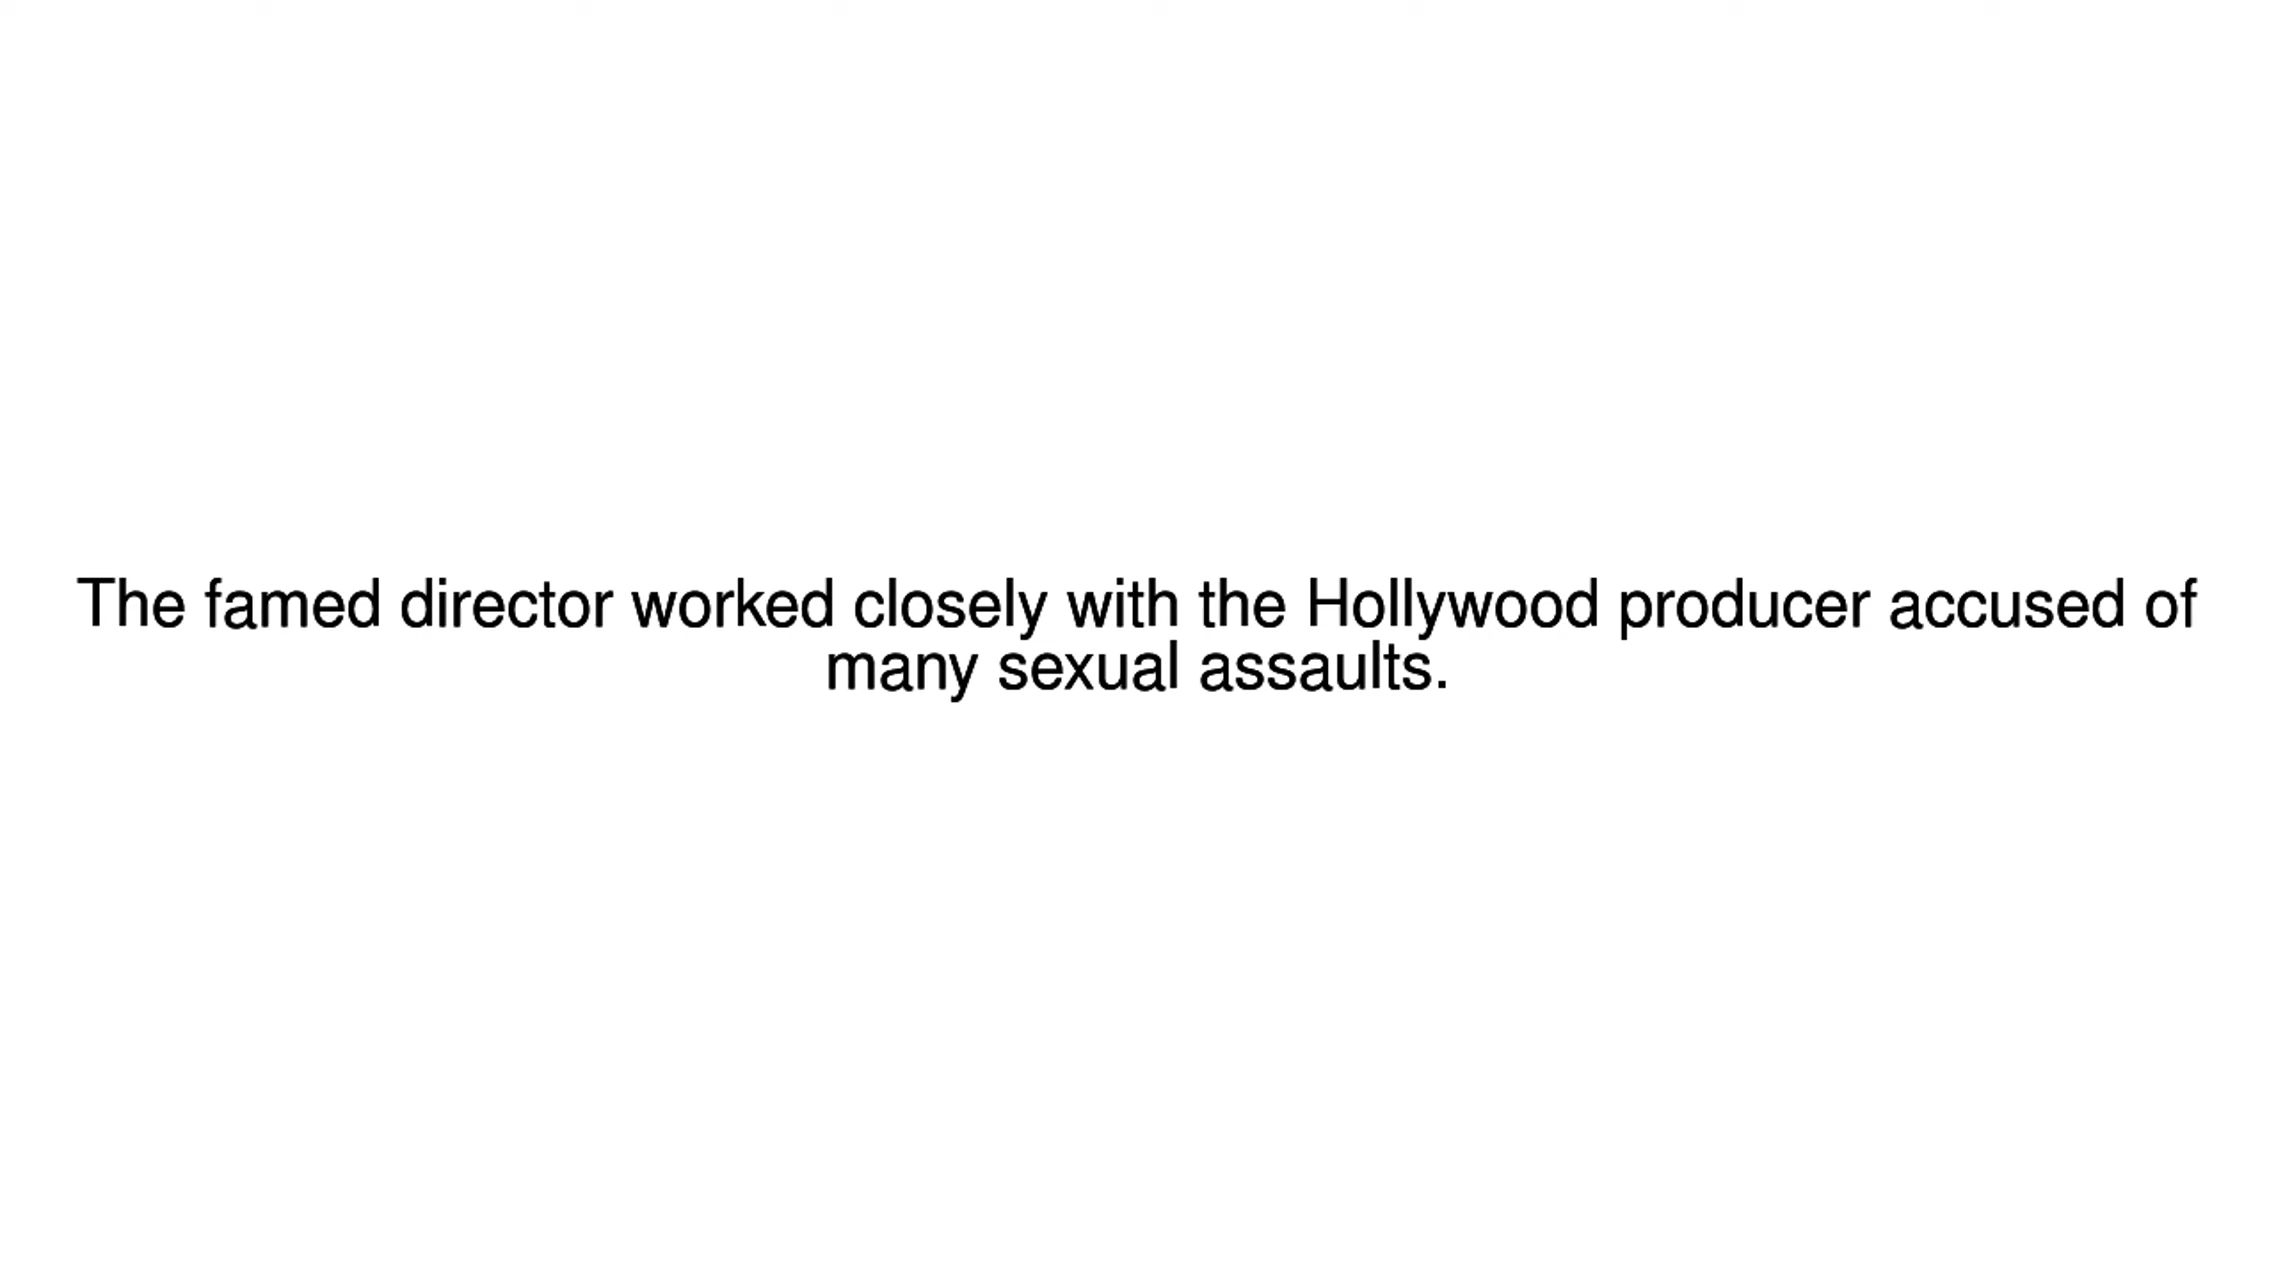 The famed director worked closely with the Hollywood producer accused of
many sexual assaults.